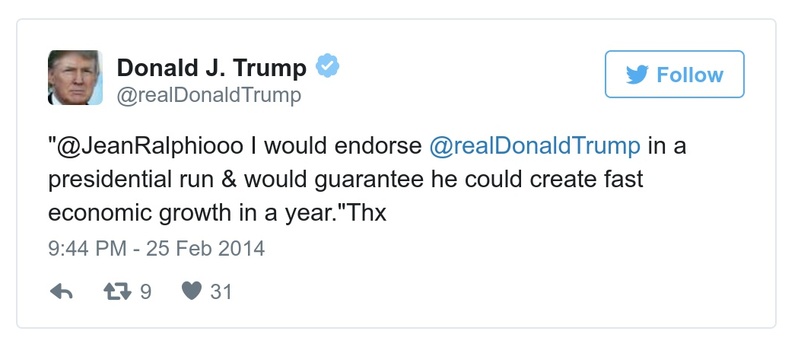 Donald J. Trump
@realDonaldTrump
Follow
"@JeanRalphiooo I would endorse @realDonaldTrump in a
presidential run & would guarantee he could create fast
economic growth in a year."Thx
9:44 PM - 25 Feb 2014
9 31